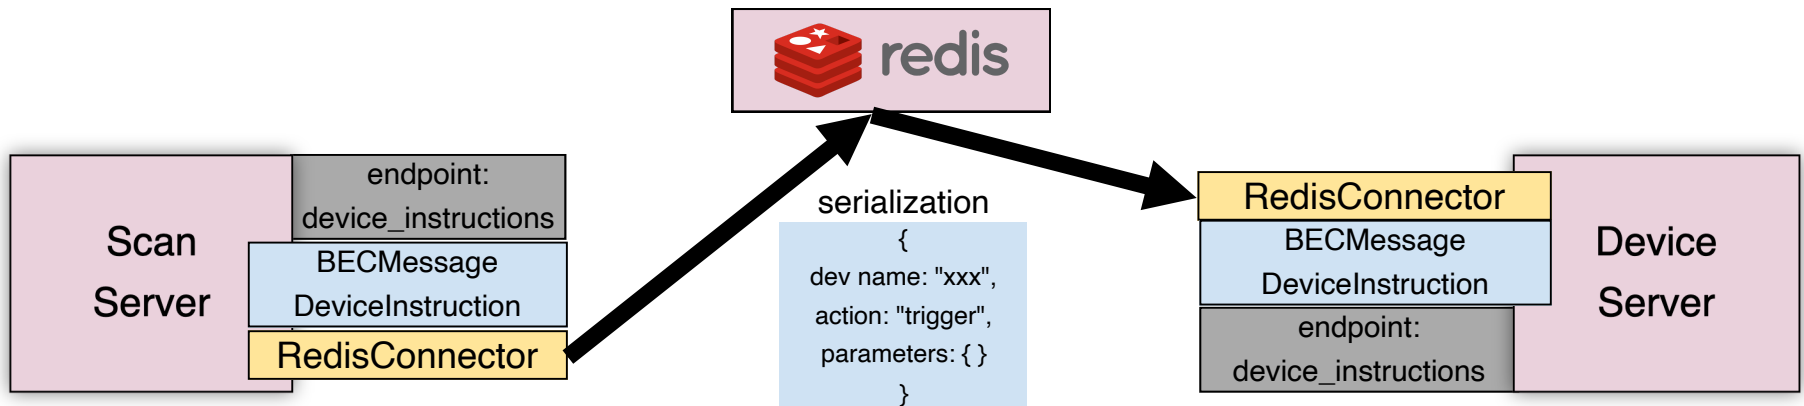 redis
endpoint:
device_instructions
Scan
Server
BECMessage
DeviceInstruction
RedisConnector
serialization
{
dev name: "xxx",
action: "trigger",
parameters: { }
}
RedisConnector
BECMessage
DeviceInstruction
endpoint:
device_instructions
Device
Server